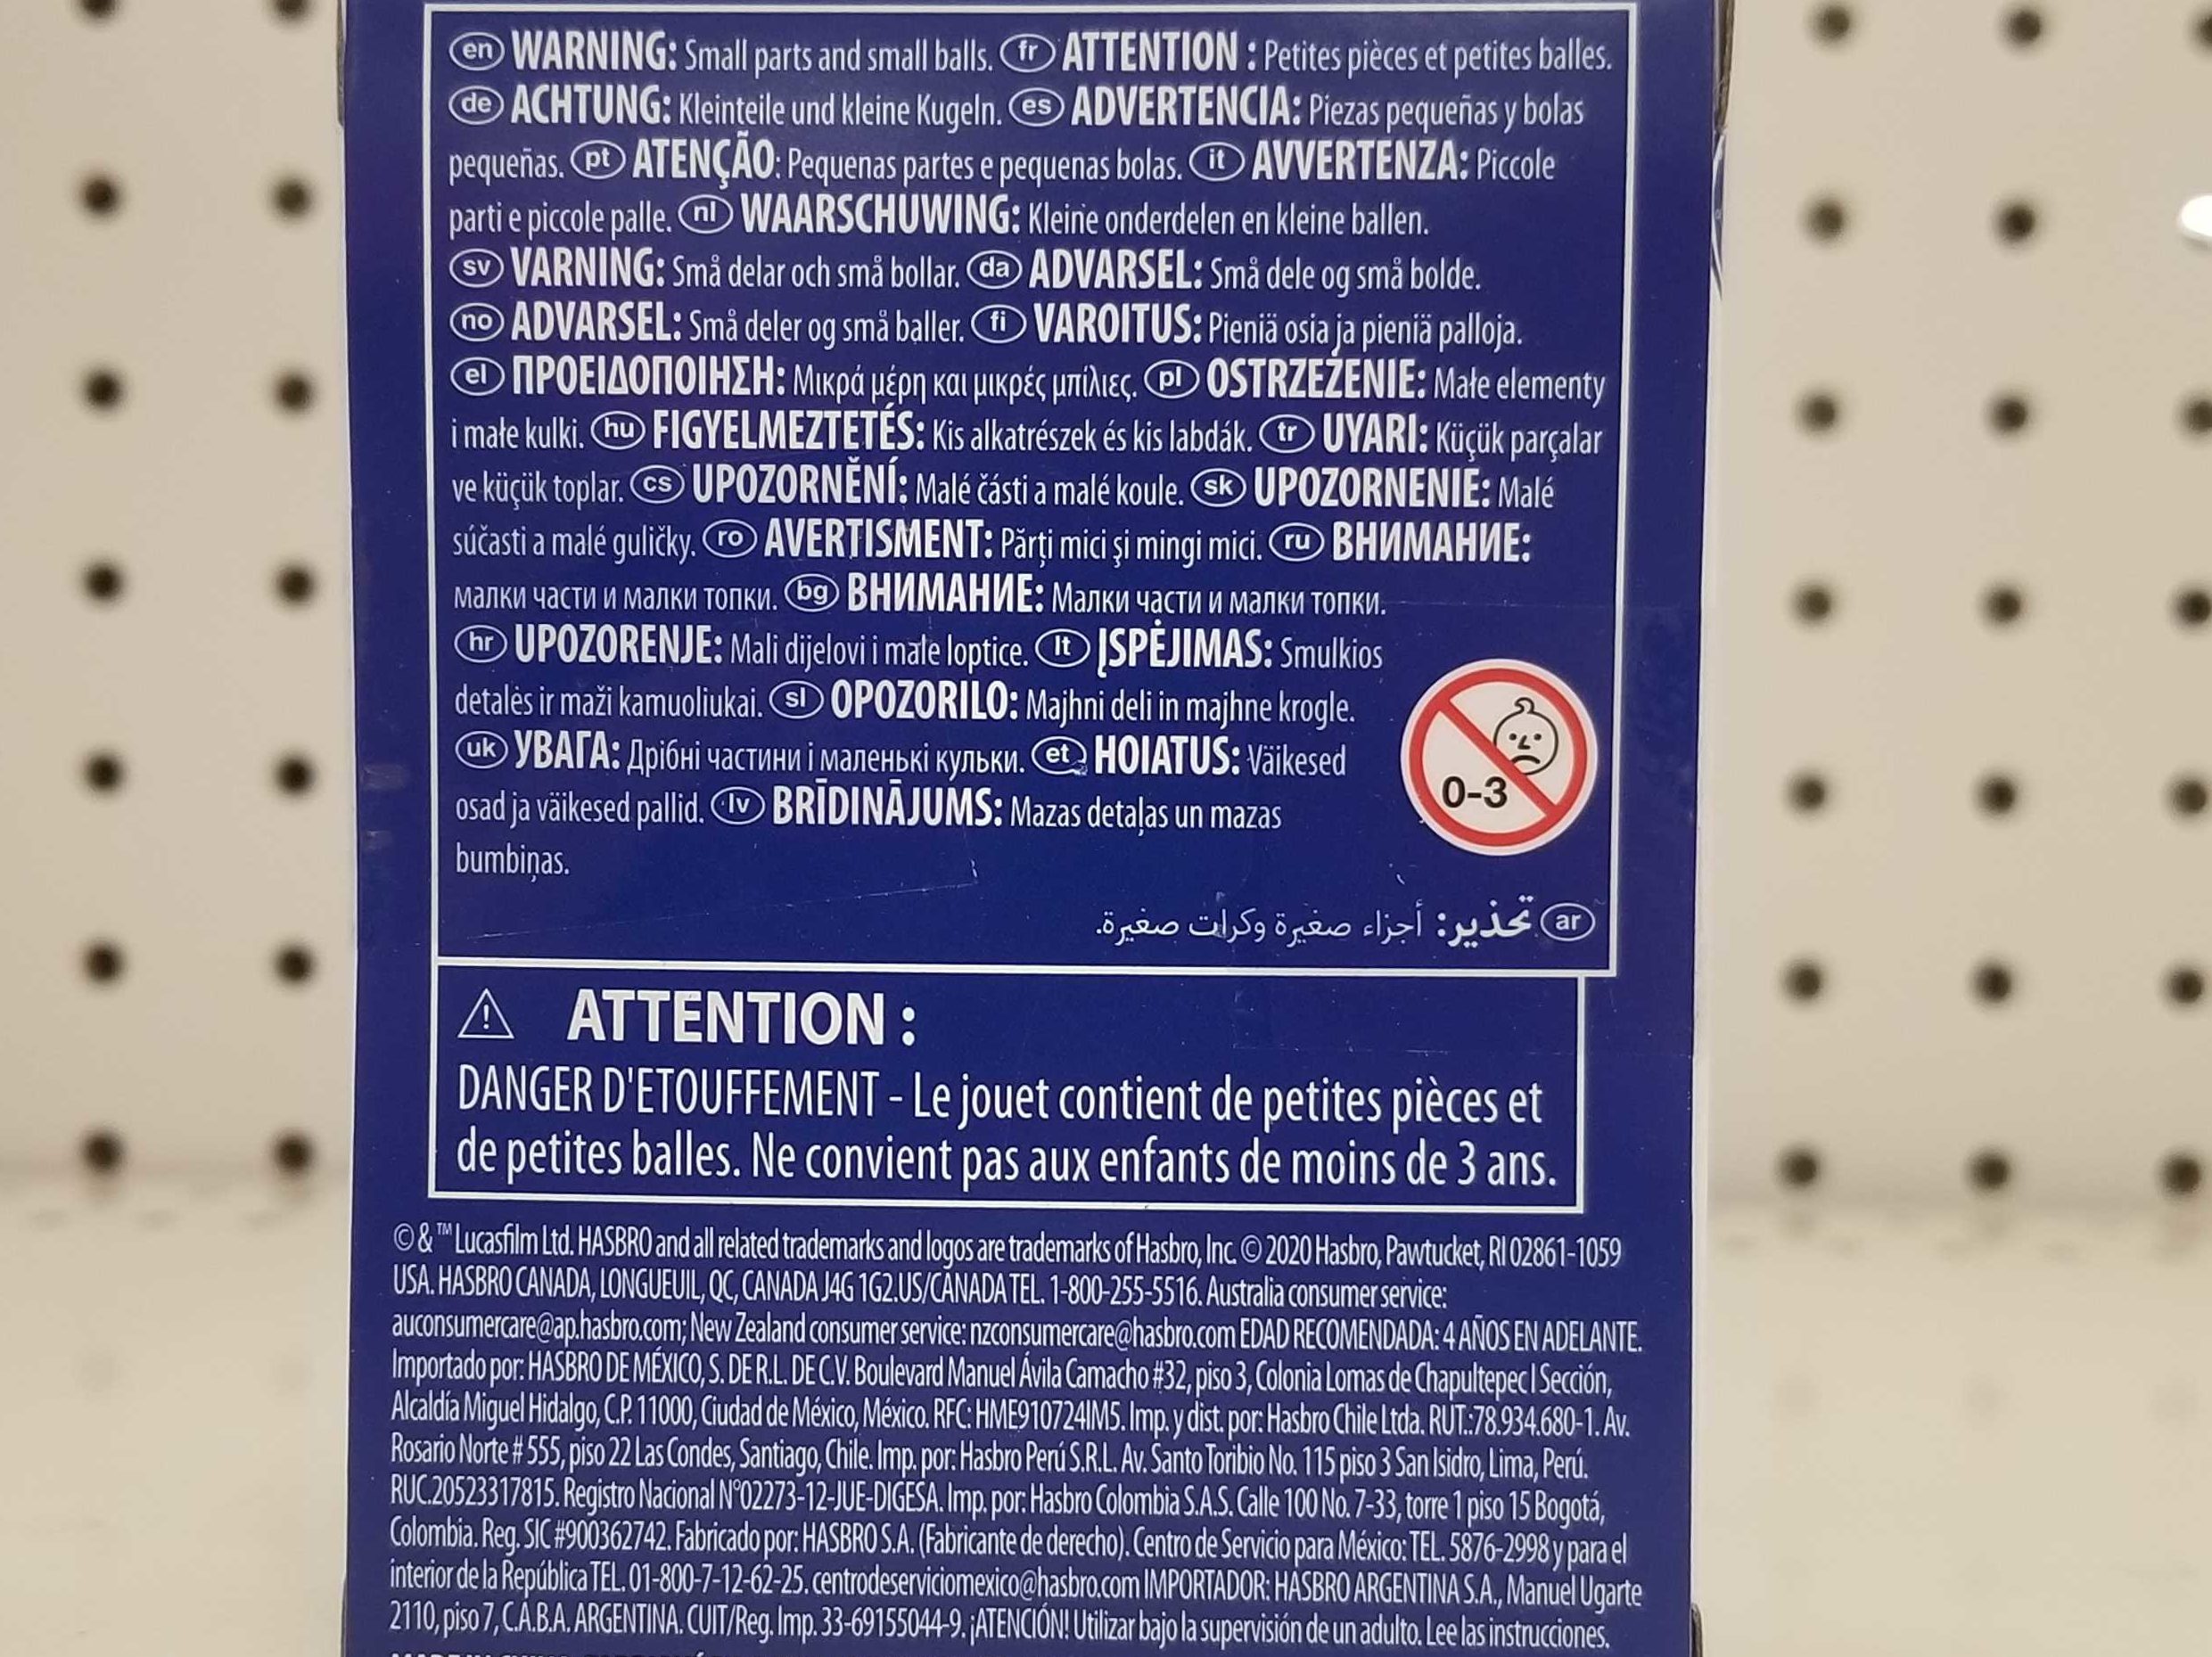 en WARNING: Small parts and small balls. fr ATTENTION : Petites pièces et petites balles.
de ACHTUNG: Kleinteile und kleine Kugeln. es ADVERTENCIA: Piezas pequeñas y bolas
pequeñas. pt ATENÇÃO: Pequenas partes e pequenas bolas. it AVVERTENZA: Piccole
parti e piccole palle. nl WAARSCHUWING: Kleine onderdelen en kleine ballen.
sv VARNING: Små delar och små bollar. da ADVARSEL: Små dele og små bolde.
no ADVARSEL: Små deler og små baller. fi VAROITUS: Pieniä osia ja pieniä palloja.
el ΠΡΟΕΙΔΟΠΟΙΗΣΗ: Μικρά μέρη και μικρές μπίλιες. pl OSTRZEŻENIE: Małe elementy
i małe kulki. hu FIGYELMEZTETÉS: Kis alkatrészek és kis labdák. tr UYARI: Küçük parçalar
ve küçük toplar. cs UPOZORNĚNÍ: Malé části a malé koule. sk UPOZORNENIE: Malé
súčasti a malé guličky. ro AVERTISMENT: Părți mici și mingi mici. ru ВНИМАНИЕ:
малки части и малки топки. bg ВНИМАНИЕ: Малки части и малки топки.
hr UPOZORENJE: Mali dijelovi i male loptice. lt ĮSPĖJIMAS: Smulkios
detalės ir maži kamuoliukai. sl OPOZORILO: Majhni deli in majhne krogle.
uk УВАГА: Дрібні частини і маленькі кульки. et HOIATUS: Väikesed
osad ja väikesed pallid. lv BRĪDINĀJUMS: Mazas detaļas un mazas
bumbiņas.
0-3
ar تحذير: أجزاء صغيرة وكرات صغيرة.
ATTENTION :
DANGER D'ETOUFFEMENT - Le jouet contient de petites pièces et
de petites balles. Ne convient pas aux enfants de moins de 3 ans.
© & ™ Lucasfilm Ltd. HASBRO and all related trademarks and logos are trademarks of Hasbro, Inc. © 2020 Hasbro, Pawtucket, RI 02861-1059
USA. HASBRO CANADA, LONGUEUIL, QC, CANADA J4G 1G2. US/CANADA TEL. 1-800-255-5516. Australia consumer service:
auconsumercare@ap.hasbro.com; New Zealand consumer service: nzconsumercare@hasbro.com EDAD RECOMENDADA: 4 AÑOS EN ADELANTE.
Importado por: HASBRO DE MÉXICO, S. DE R.L. DE C.V. Boulevard Manuel Ávila Camacho #32, piso 3, Colonia Lomas de Chapultepec I Sección,
Alcaldía Miguel Hidalgo, C.P. 11000, Ciudad de México, México. RFC: HME910724IM5. Imp. y dist. por: Hasbro Chile Ltda. RUT.:78.934.680-1. Av.
Rosario Norte # 555, piso 22 Las Condes, Santiago, Chile. Imp. por: Hasbro Perú S.R.L. Av. Santo Toribio No. 115 piso 3 San Isidro, Lima, Perú.
RUC.20523317815. Registro Nacional N°02273-12-JUE-DIGESA. Imp. por: Hasbro Colombia S.A.S. Calle 100 No. 7-33, torre 1 piso 15 Bogotá,
Colombia. Reg. SIC #900362742. Fabricado por: HASBRO S.A. (Fabricante de derecho). Centro de Servicio para México: TEL. 5876-2998 y para el
interior de la República TEL. 01-800-7-12-62-25. centrodeserviciomexico@hasbro.com IMPORTADOR: HASBRO ARGENTINA S.A., Manuel Ugarte
2110, piso 7, C.A.B.A. ARGENTINA. CUIT/Reg. Imp. 33-69155044-9. ¡ATENCIÓN! Utilizar bajo la supervisión de un adulto. Lee las instrucciones.